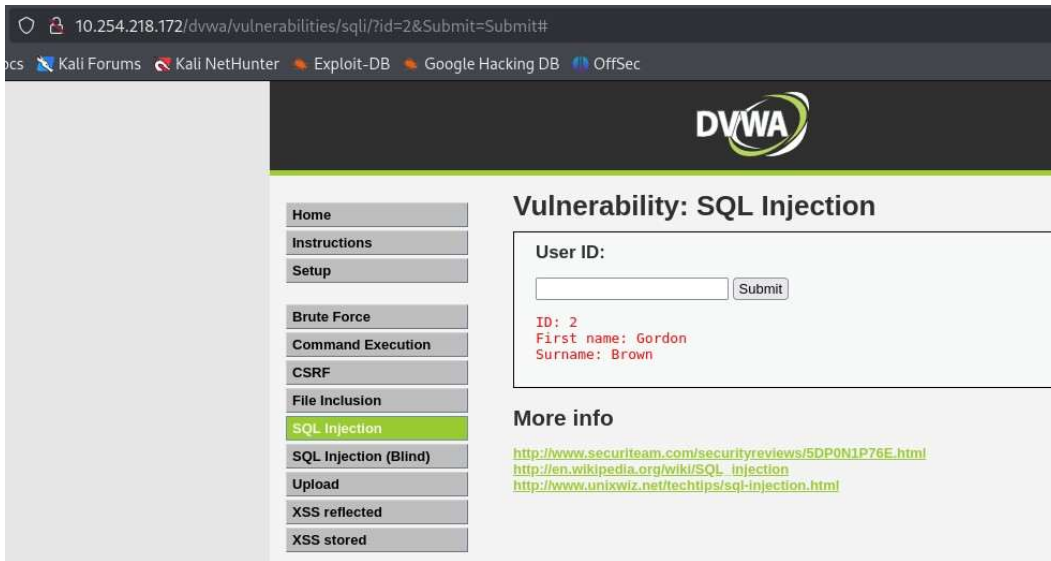 10.254.218.172/dvwa/vulnerabilities/sqli/?id=2&Submit=Submit#
ocs Kali Forums Kali NetHunter Exploit-DB Google Hacking DB OffSec
DVWA
Home
Instructions
Setup
Brute Force
Command Execution
CSRF
File Inclusion
SQL Injection
SQL Injection (Blind)
Upload
XSS reflected
XSS stored
Vulnerability: SQL Injection
User ID:
Submit
ID: 2
First name: Gordon
Surname: Brown
More info
http://www.securiteam.com/securityreviews/5DP0N1P76E.html
http://en.wikipedia.org/wiki/SQL_injection
http://www.unixwiz.net/techtips/sql-injection.html